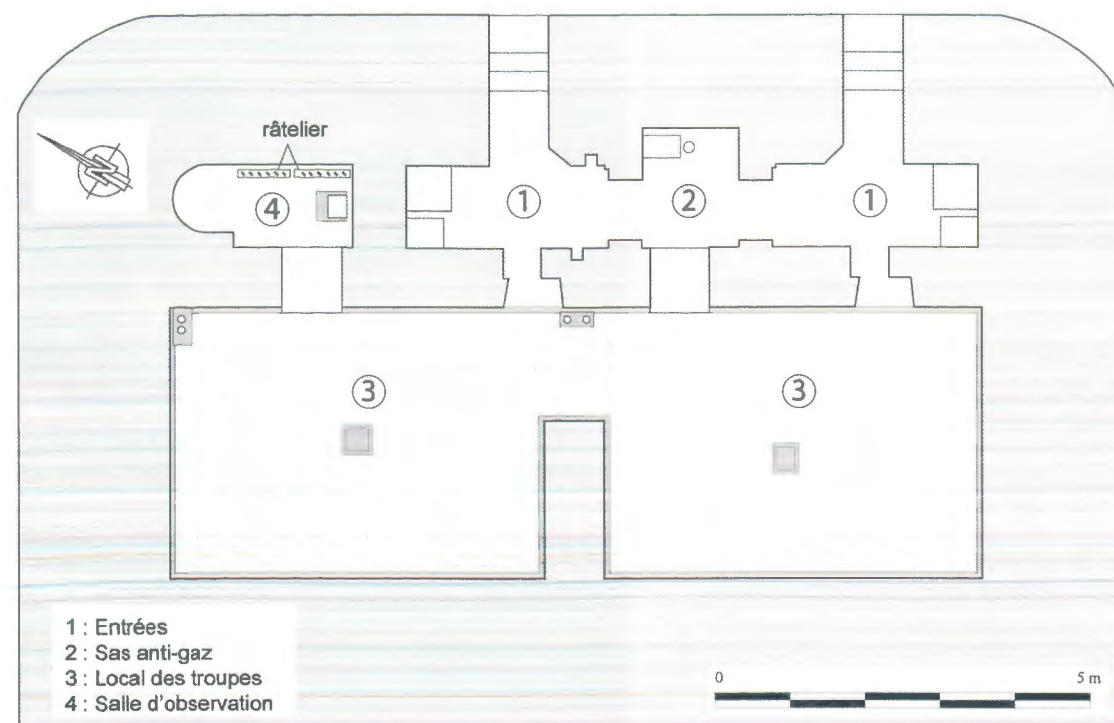 râtelier
④
①
②
①
③
③
1 : Entrées
2 : Sas anti-gaz
3 : Local des troupes
4 : Salle d'observation
0 5 m